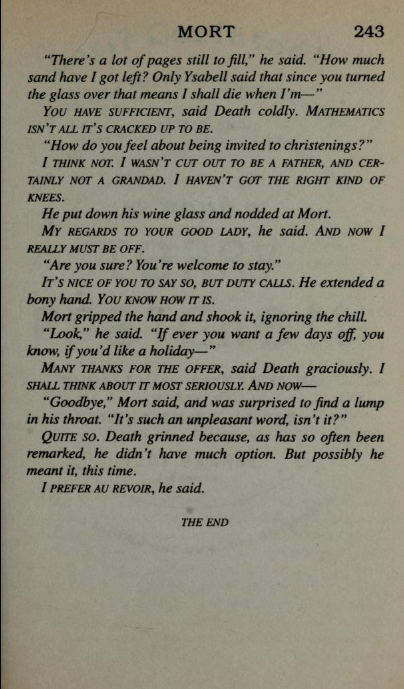 MORT 243
"There's a lot of pages still to fill," he said. "How much
sand have I got left? Only Ysabell said that since you turned
the glass over that means I shall die when I'm—"
YOU HAVE SUFFICIENT, said Death coldly. MATHEMATICS
ISN'T ALL IT'S CRACKED UP TO BE.
"How do you feel about being invited to christenings?"
I THINK NOT. I WASN'T CUT OUT TO BE A FATHER, AND CER-
TAINLY NOT A GRANDAD. I HAVEN'T GOT THE RIGHT KIND OF
KNEES.
He put down his wine glass and nodded at Mort.
MY REGARDS TO YOUR GOOD LADY, he said. AND NOW I
REALLY MUST BE OFF.
"Are you sure? You're welcome to stay."
IT'S NICE OF YOU TO SAY SO, BUT DUTY CALLS. He extended a
bony hand. YOU KNOW HOW IT IS.
Mort gripped the hand and shook it, ignoring the chill.
"Look," he said. "If ever you want a few days off, you
know, if you'd like a holiday—"
MANY THANKS FOR THE OFFER, said Death graciously. I
SHALL THINK ABOUT IT MOST SERIOUSLY. AND NOW—
"Goodbye," Mort said, and was surprised to find a lump
in his throat. "It's such an unpleasant word, isn't it?"
QUITE SO. Death grinned because, as has so often been
remarked, he didn't have much option. But possibly he
meant it, this time.
I PREFER AU REVOIR, he said.
THE END